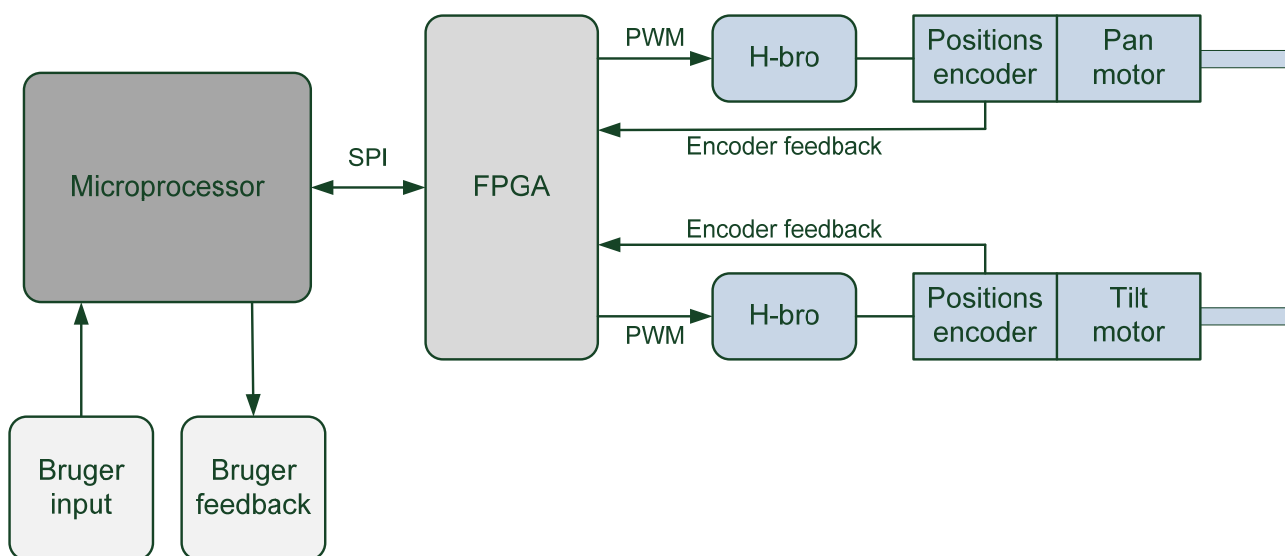 PWM
H-bro
Positions
encoder
Pan
motor
Encoder feedback
Microprocessor
SPI
FPGA
Encoder feedback
PWM
H-bro
Positions
encoder
Tilt
motor
Bruger
input
Bruger
feedback